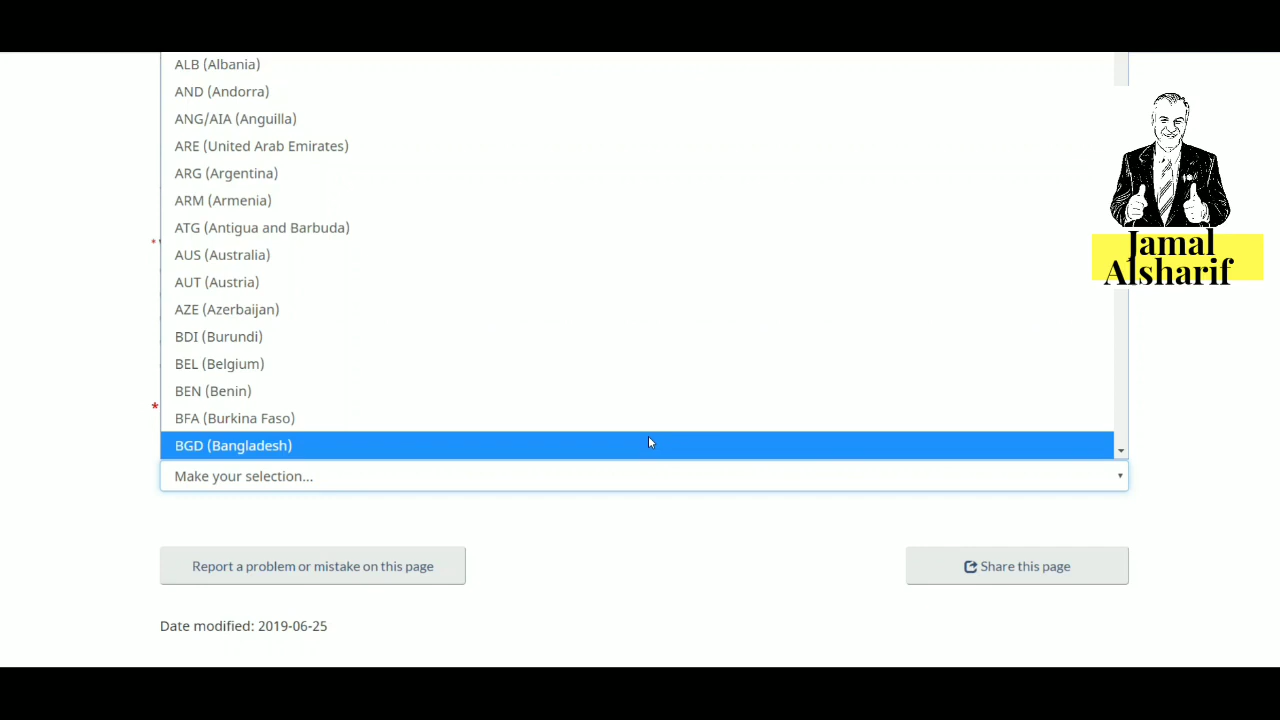 ALB (Albania)
AND (Andorra)
ANG/AIA (Anguilla)
ARE (United Arab Emirates)
ARG (Argentina)
ARM (Armenia)
ATG (Antigua and Barbuda)
AUS (Australia)
AUT (Austria)
AZE (Azerbaijan)
BDI (Burundi)
BEL (Belgium)
BEN (Benin)
BFA (Burkina Faso)
BGD (Bangladesh)
Make your selection...
Report a problem or mistake on this page
Share this page
Date modified: 2019-06-25
Jamal
Alsharif
*
*